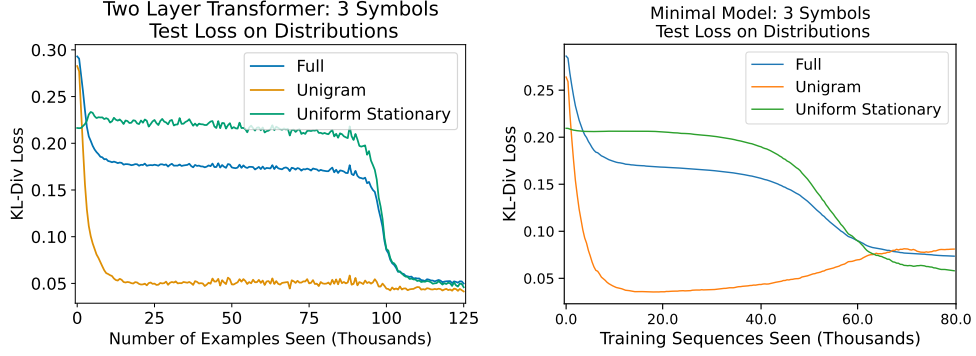 Two Layer Transformer: 3 Symbols
Test Loss on Distributions
KL-Div Loss
0.30
0.25
0.20
0.15
0.10
0.05
Full
Unigram
Uniform Stationary
0
25
50
75
100
125
Number of Examples Seen (Thousands)
Minimal Model: 3 Symbols
Test Loss on Distributions
KL-Div Loss
0.25
0.20
0.15
0.10
0.05
Full
Unigram
Uniform Stationary
0.0
20.0
40.0
60.0
80.0
Training Sequences Seen (Thousands)